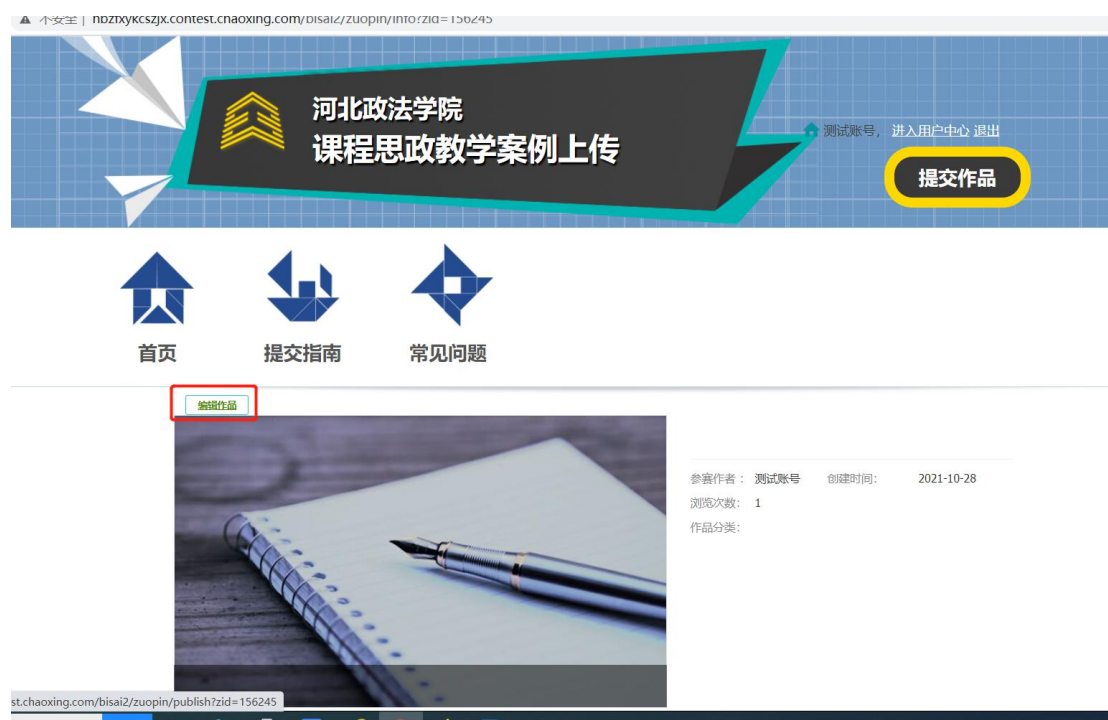 不安全 | hbzfxykcszjx.contest.chaoxing.com/bisai2/zuopin/info?zid=156245
河北政法学院
课程思政教学案例上传
测试账号， 进入用户中心 退出
提交作品
首页 提交指南 常见问题
编辑作品
参赛作者： 测试账号 创建时间： 2021-10-28
浏览次数： 1
作品分类：
st.chaoxing.com/bisai2/zuopin/publish?zid=156245